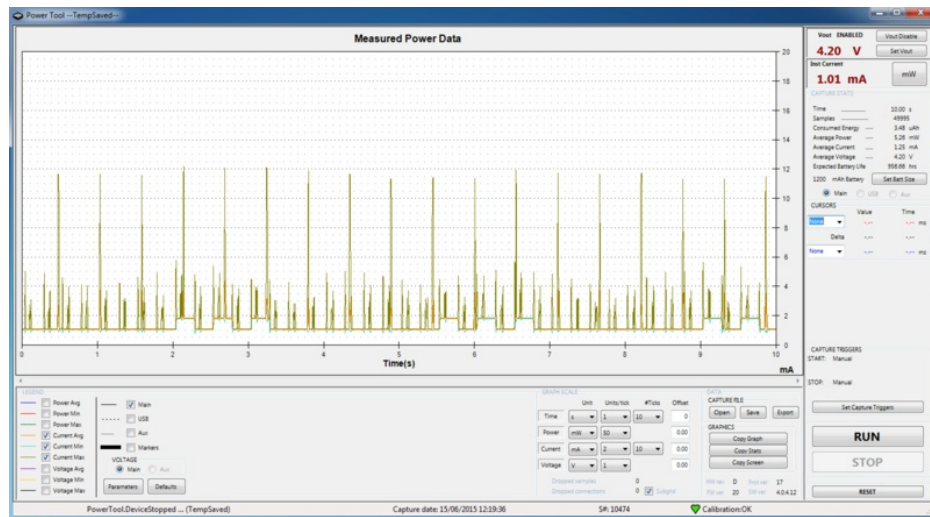 Power Tool --TempSaved--
Measured Power Data
20
18
16
14
12
10
8
6
4
2
0
0 1 2 3 4 5 6 7 8 9 10
Time(s)
mA
Vout ENABLED
Vout Disable
4.20 V
Set Vout
Inst Current
1.01 mA
mW
CAPTURE STATS
Time 10.00 s
Samples 49995
Consumed Energy 3.48 uAh
Average Power 5.26 mW
Average Current 1.25 mA
Average Voltage 4.20 V
Expected Battery Life 958.66 hrs
1200 mAh Battery Set Batt Size
Main USB Aux
CURSORS
Value Time
None -.-- -.-- ms
Delta -.-- -.--
None -.-- -.-- ms
CAPTURE TRIGGERS
START: Manual
STOP: Manual
Set Capture Triggers
RUN
STOP
RESET
LEGEND
Power Avg
Power Min
Power Max
Current Avg
Current Min
Current Max
Voltage Avg
Voltage Min
Voltage Max
Main
USB
Aux
Markers
VOLTAGE
Main Aux
Parameters Defaults
GRAPH SCALE
Unit Units/tick #Ticks Offset
Time s 1 10 0
Power mW 50 0.00
Current mA 2 10 0.00
Voltage V 1 0.00
Dropped samples 0
Dropped connections 0 Subgrid
DATA
CAPTURE FILE
Open Save Export
GRAPHICS
Copy Graph
Copy Stats
Copy Screen
HW ver D 17
FW ver 20 SW ver 4.0.4.12
PowerTool.DeviceStopped ... (TempSaved)
Capture date: 15/06/2015 12:19:36
S#: 10474
Calibration:OK